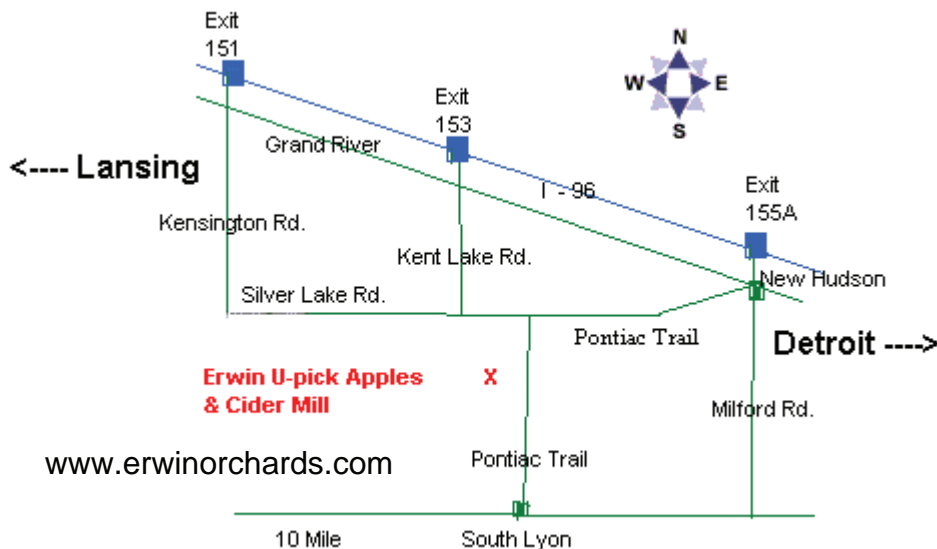 Exit
151
N
W E
S
Exit
153
Grand River
<---- Lansing
I - 96
Exit
155A
Kensington Rd.
Kent Lake Rd.
New Hudson
Silver Lake Rd.
Pontiac Trail
Detroit ---->
Erwin U-pick Apples X
& Cider Mill
Milford Rd.
www.erwinorchards.com
Pontiac Trail
10 Mile
South Lyon